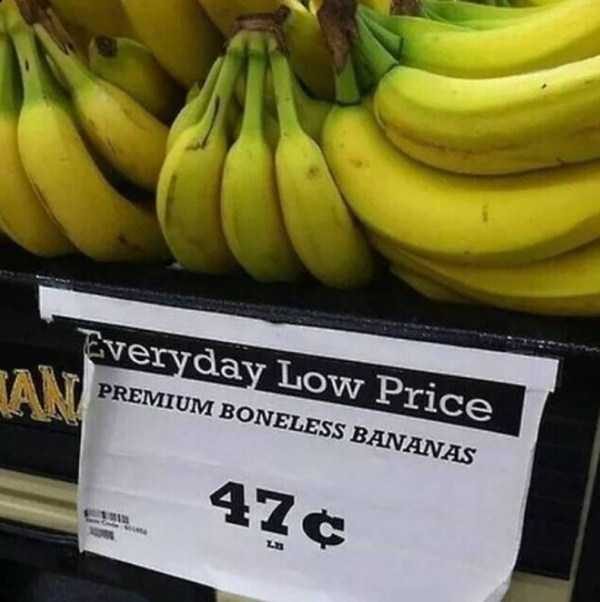 Everyday Low Price
PREMIUM BONELESS BANANAS
47¢
LB